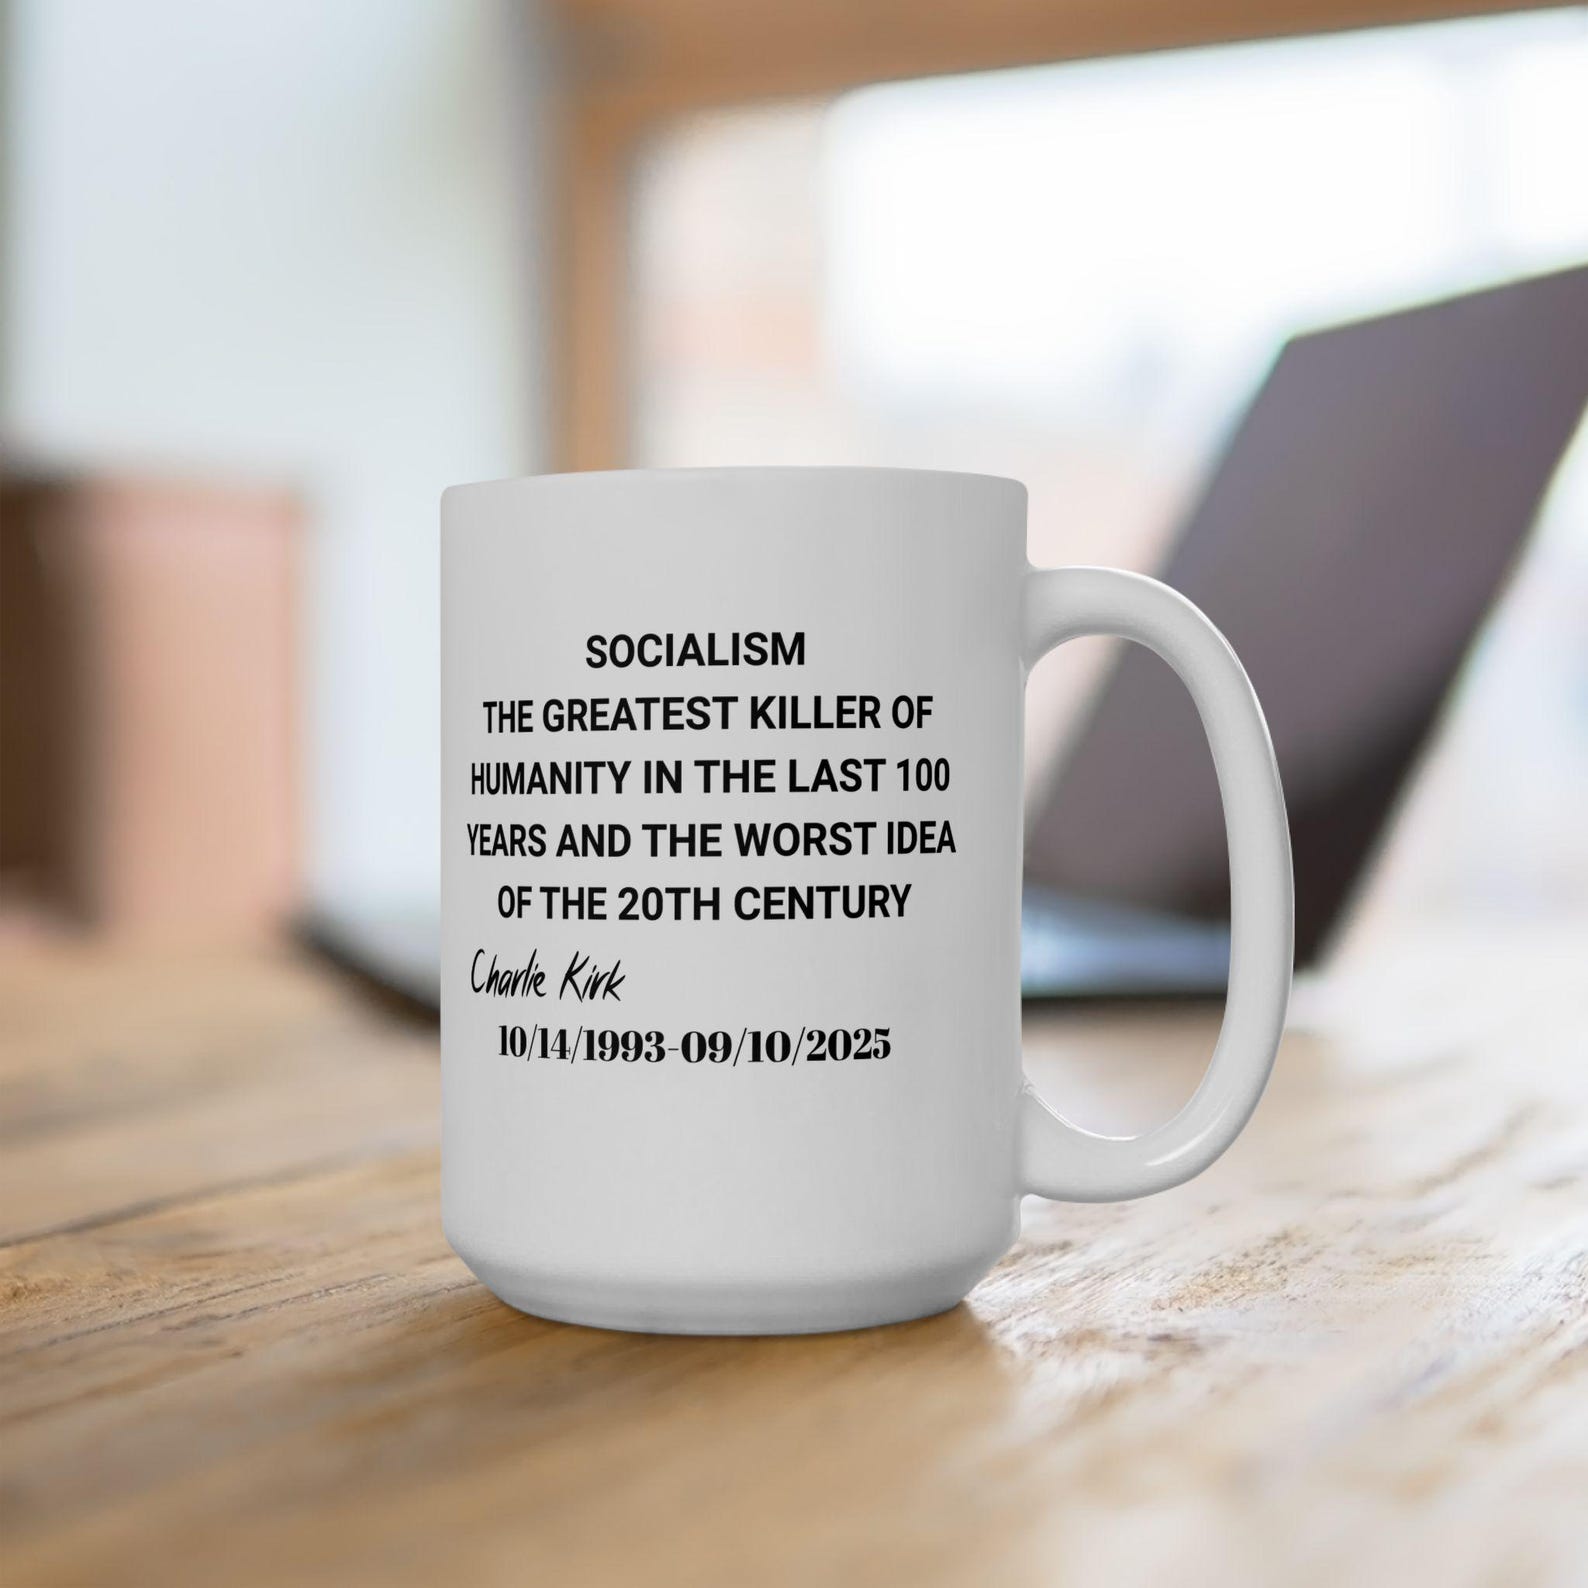 SOCIALISM
THE GREATEST KILLER OF
HUMANITY IN THE LAST 100
YEARS AND THE WORST IDEA
OF THE 20TH CENTURY
Charlie Kirk
10/14/1993-09/10/2025